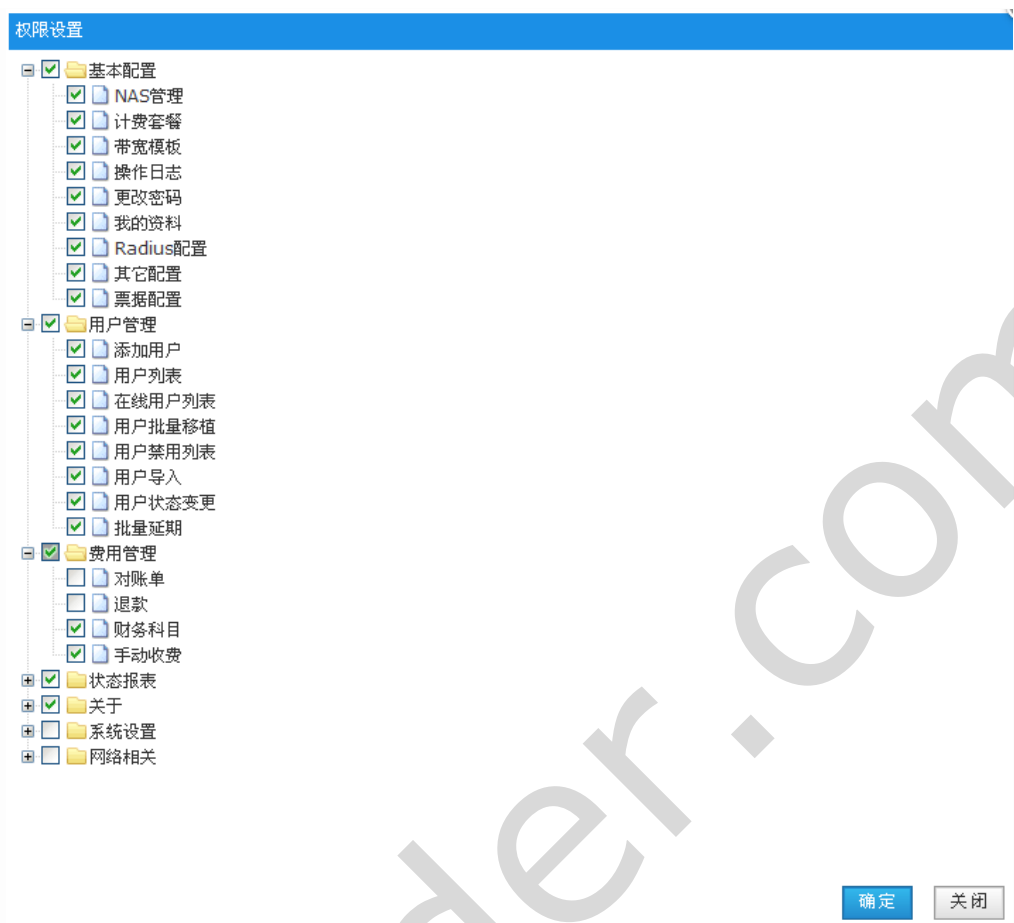 权限设置
基本配置
NAS管理
计费套餐
带宽模板
操作日志
更改密码
我的资料
Radius配置
其它配置
票据配置
用户管理
添加用户
用户列表
在线用户列表
用户批量移植
用户禁用列表
用户导入
用户状态变更
批量延期
费用管理
对账单
退款
财务科目
手动收费
状态报表
关于
系统设置
网络相关
der.com
确定 关闭